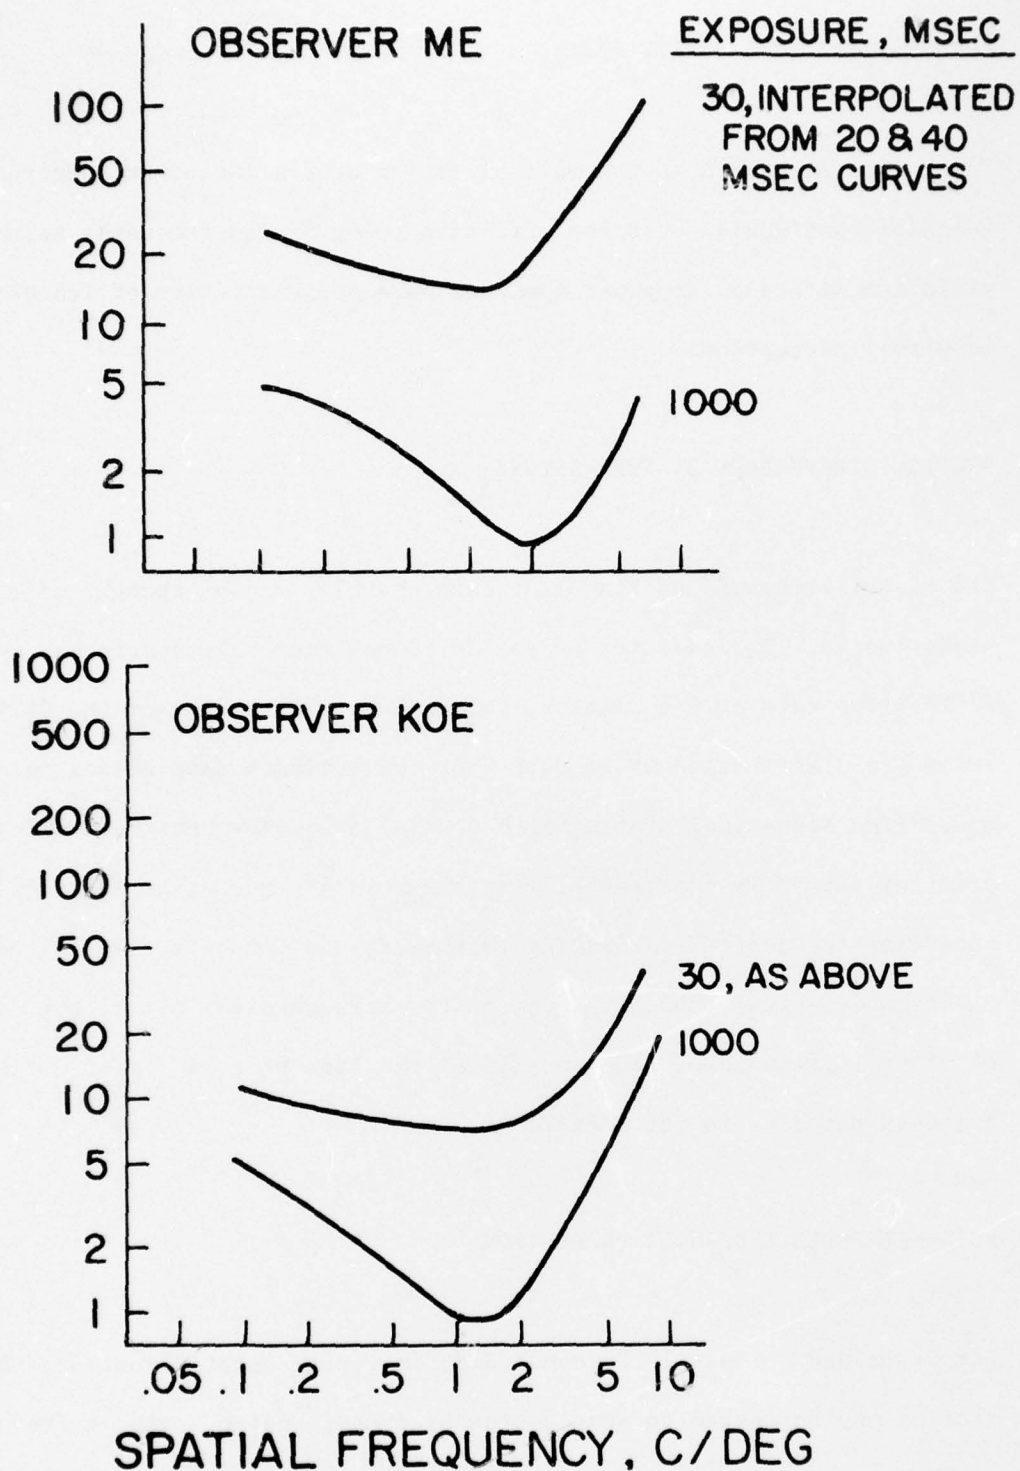 OBSERVER ME
EXPOSURE, MSEC
30, INTERPOLATED
FROM 20 & 40
MSEC CURVES
100
50
20
10
5
2
1
1000
1000
500
200
100
50
20
10
5
2
1
OBSERVER KOE
30, AS ABOVE
1000
.05 .1 .2 .5 1 2 5 10
SPATIAL FREQUENCY, C/DEG